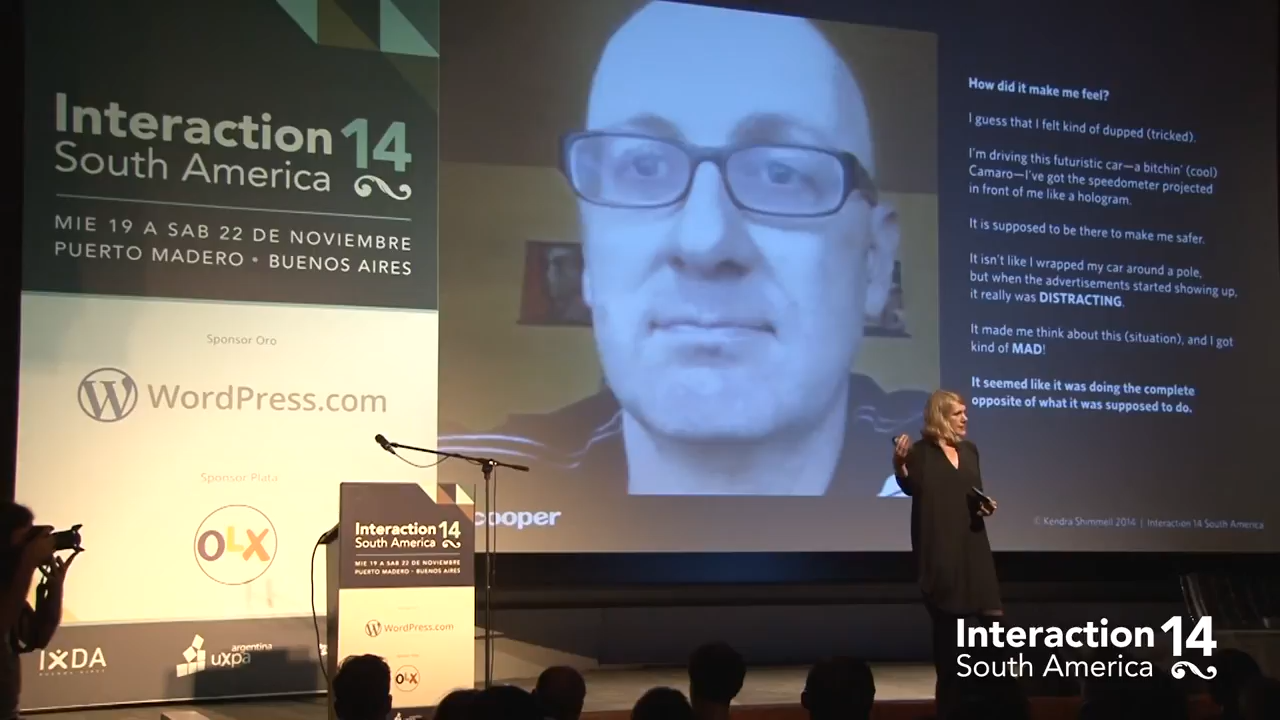 Interaction 14
South America
MIE 19 A SAB 22 DE NOVIEMBRE
PUERTO MADERO • BUENOS AIRES
Sponsor Oro
WordPress.com
Sponsor Plata
OLX
IXDA
BUENOS AIRES
argentina
uxpa
How did it make me feel?
I guess that I felt kind of dupped (tricked).
I'm driving this futuristic car—a bitchin' (cool)
Camaro—I've got the speedometer projected
in front of me like a hologram.
It is supposed to be there to make me safer.
It isn't like I wrapped my car around a pole,
but when the advertisements started showing up,
it really was DISTRACTING.
It made me think about this (situation), and I got
kind of MAD!
It seemed like it was doing the complete
opposite of what it was supposed to do.
cooper
© Kendra Shimmell 2014 | Interaction 14 South America
Interaction 14
South America
MIE 19 A SAB 22 DE NOVIEMBRE
PUERTO MADERO • BUENOS AIRES
WordPress.com
OLX
Interaction 14
South America